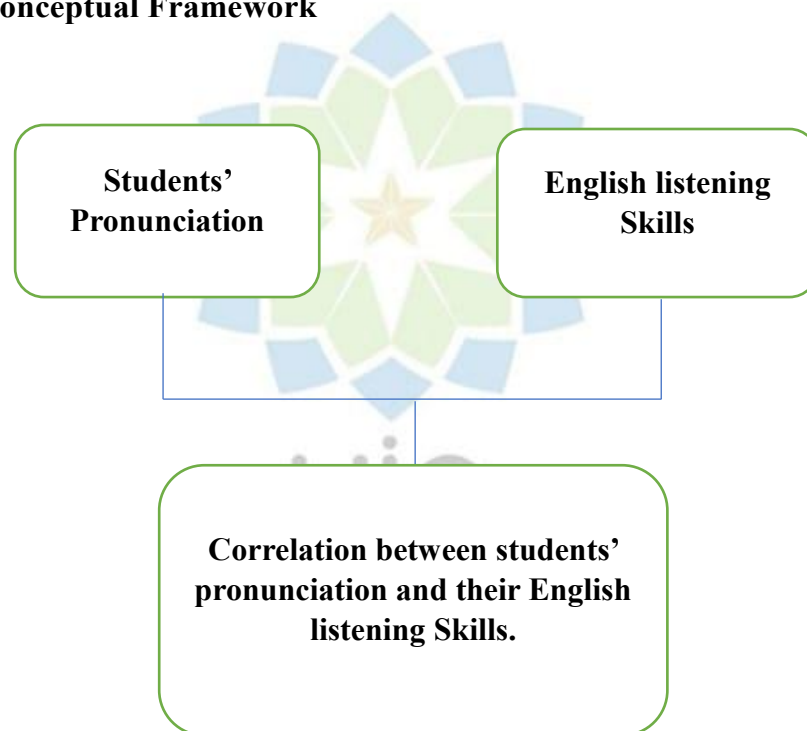 onceptual Framework
Students’
Pronunciation
English listening
Skills
Correlation between students’
pronunciation and their English
listening Skills.